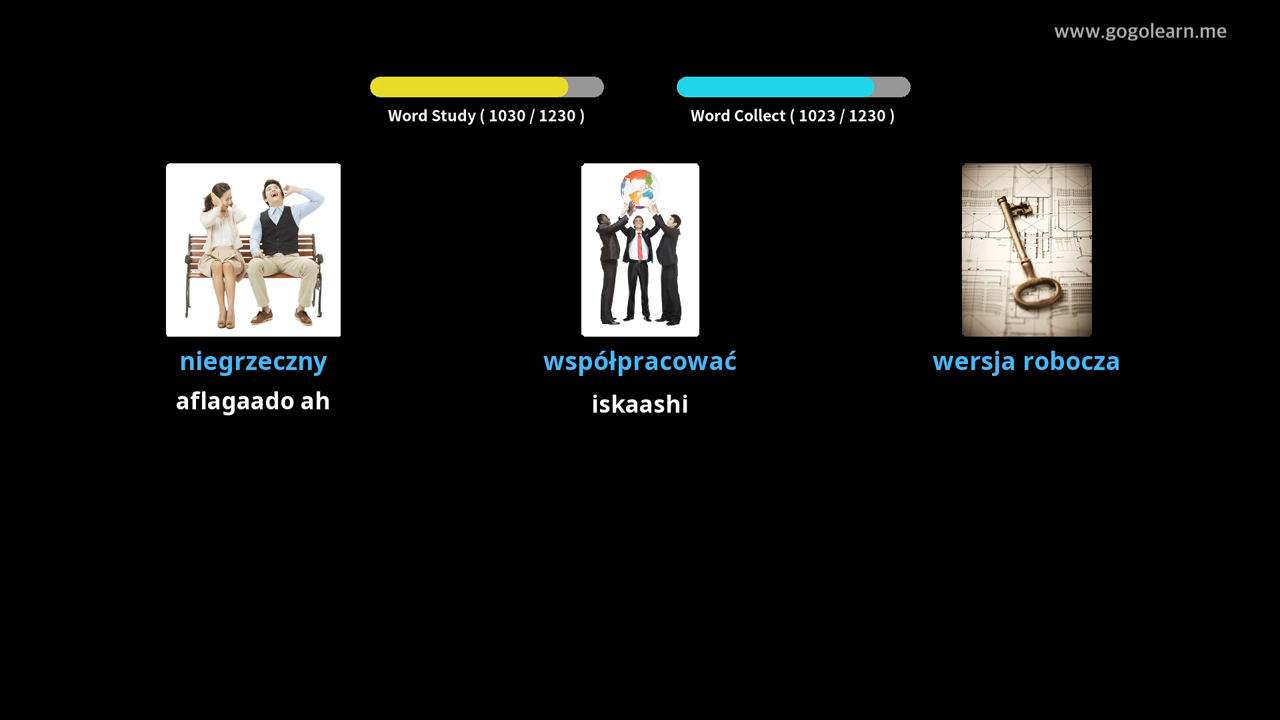 www.gogolearn.me
Word Study ( 1030 / 1230 )
Word Collect ( 1023 / 1230 )
niegrzeczny
współpracować
wersja robocza
aflagaado ah
iskaashi